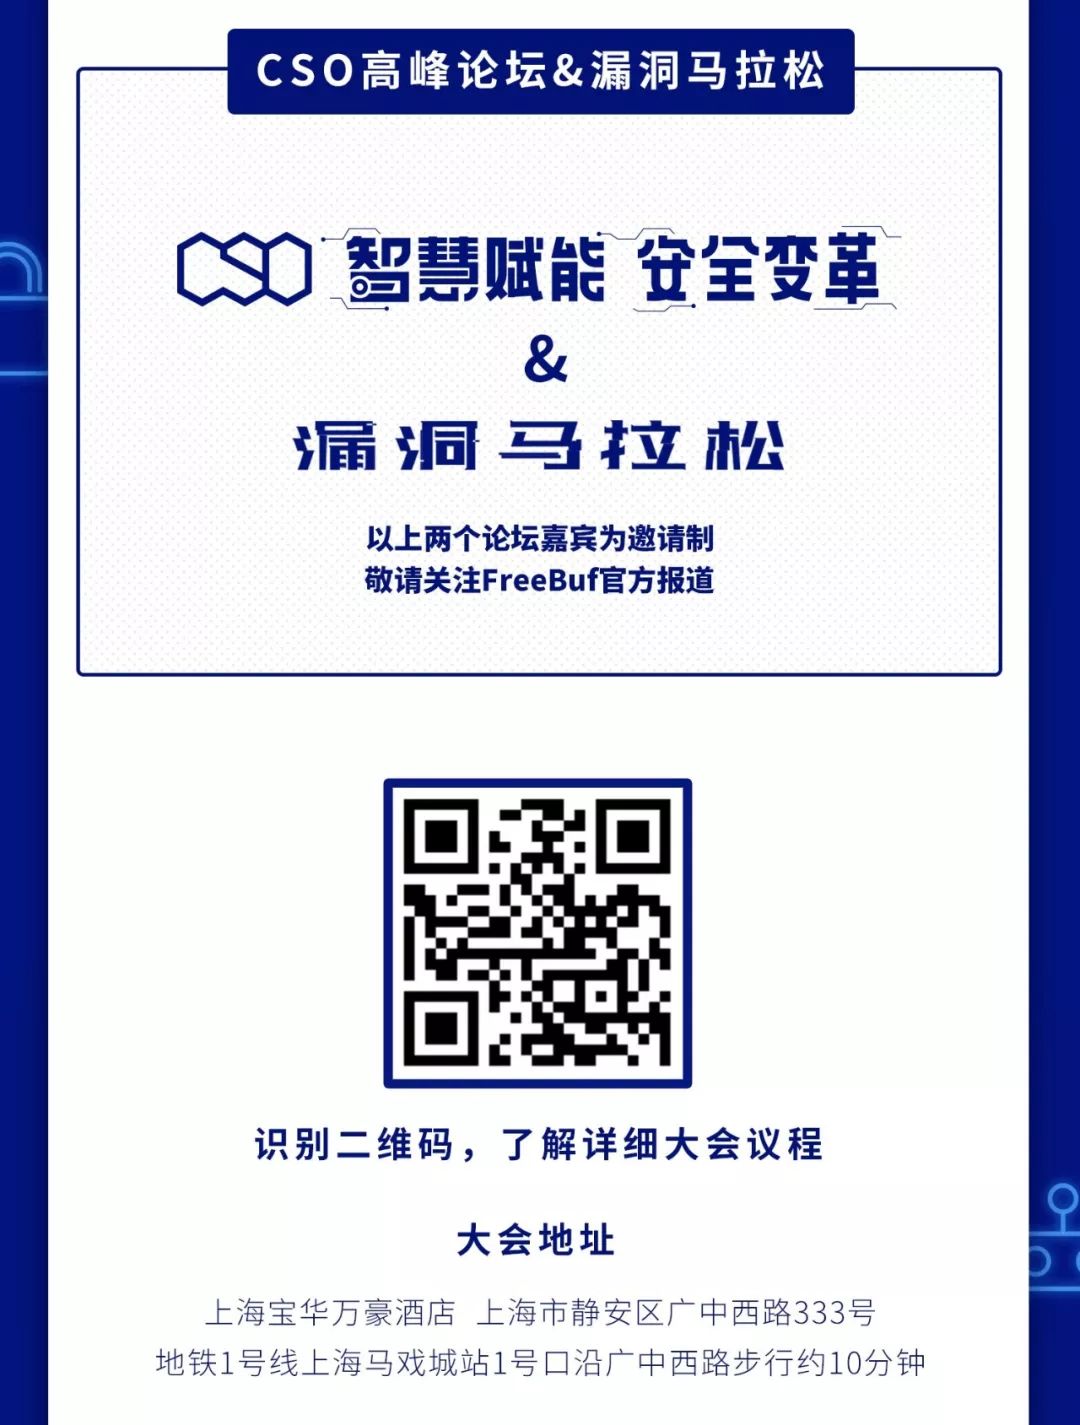 CSO高峰论坛&漏洞马拉松
CSO 智慧赋能 安全变革
&
漏洞马拉松
以上两个论坛嘉宾为邀请制
敬请关注FreeBuf官方报道
识别二维码，了解详细大会议程
大会地址
上海宝华万豪酒店 上海市静安区广中西路333号
地铁1号线上海马戏城站1号口沿广中西路步行约10分钟